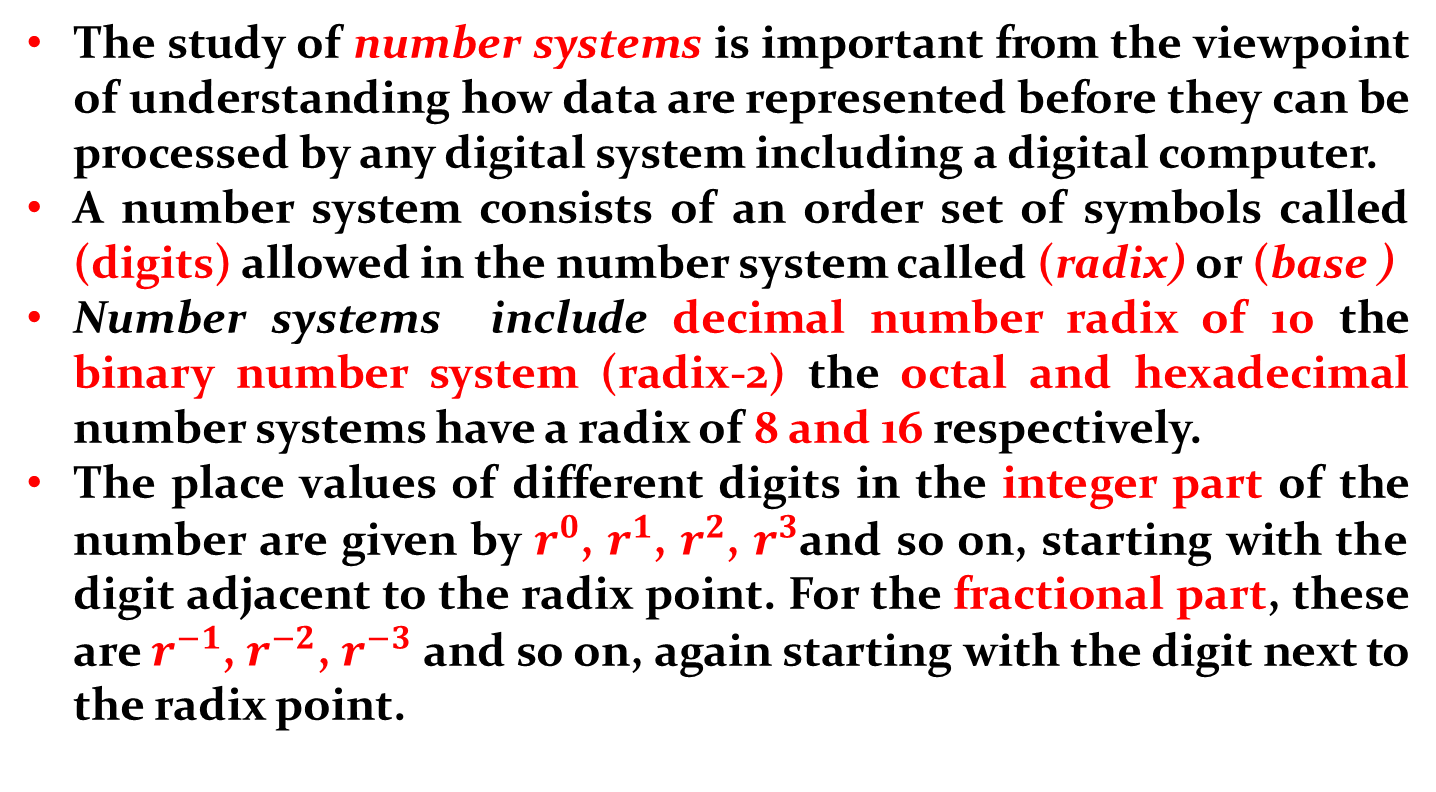 • The study of number systems is important from the viewpoint
of understanding how data are represented before they can be
processed by any digital system including a digital computer.
• A number system consists of an order set of symbols called
(digits) allowed in the number system called (radix) or (base )
• Number systems include decimal number radix of 10 the
binary number system (radix-2) the octal and hexadecimal
number systems have a radix of 8 and 16 respectively.
• The place values of different digits in the integer part of the
number are given by r⁰, r¹, r², r³and so on, starting with the
digit adjacent to the radix point. For the fractional part, these
are r⁻¹, r⁻², r⁻³ and so on, again starting with the digit next to
the radix point.